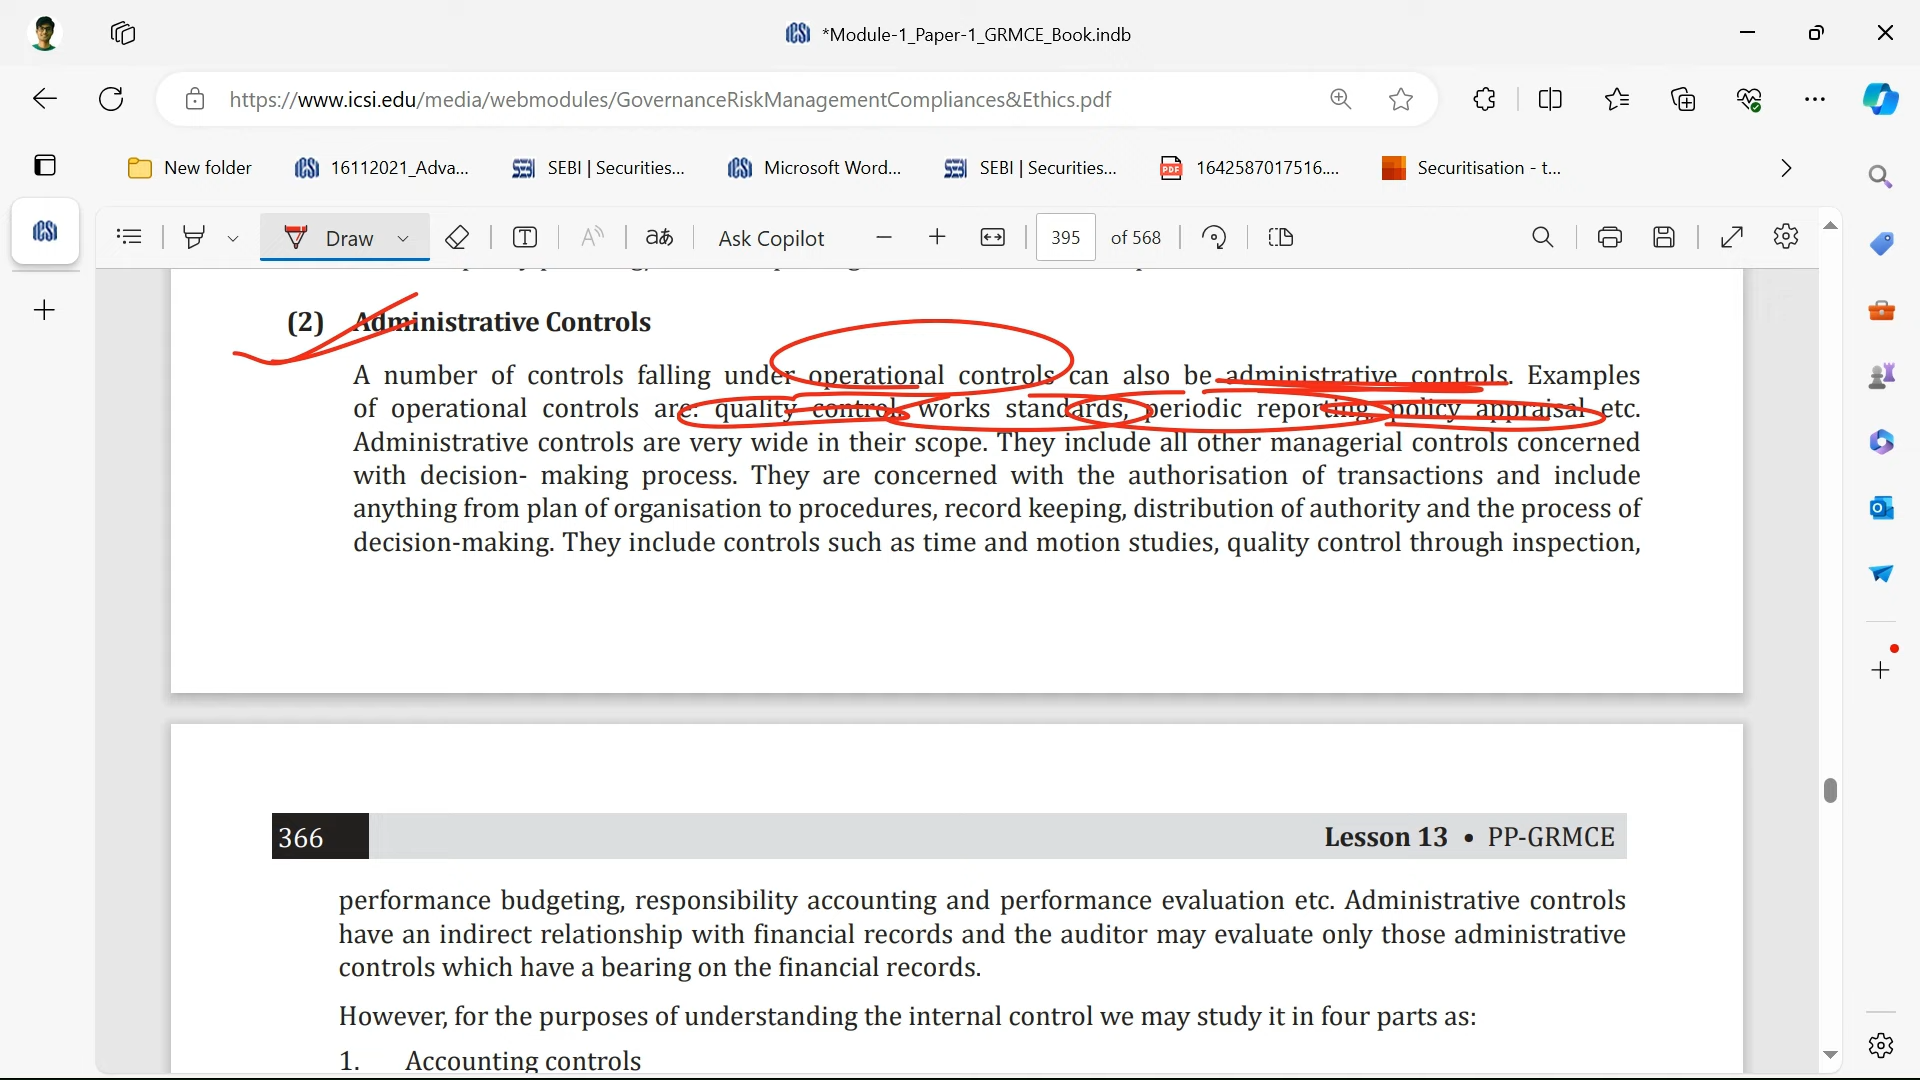 *Module-1_Paper-1_GRMCE_Book.indb
https://www.icsi.edu/media/webmodules/GovernanceRiskManagementCompliances&Ethics.pdf
New folder
16112021_Adva...
SEBI | Securities...
Microsoft Word...
SEBI | Securities...
1642587017516....
Securitisation - t...
Draw
Ask Copilot
395
of 568
(2) Administrative Controls
A number of controls falling under operational controls can also be administrative controls. Examples
of operational controls are: quality control, works standards, periodic reporting, policy appraisal etc.
Administrative controls are very wide in their scope. They include all other managerial controls concerned
with decision- making process. They are concerned with the authorisation of transactions and include
anything from plan of organisation to procedures, record keeping, distribution of authority and the process of
decision-making. They include controls such as time and motion studies, quality control through inspection,
366
Lesson 13 • PP-GRMCE
performance budgeting, responsibility accounting and performance evaluation etc. Administrative controls
have an indirect relationship with financial records and the auditor may evaluate only those administrative
controls which have a bearing on the financial records.
However, for the purposes of understanding the internal control we may study it in four parts as:
1. Accounting controls